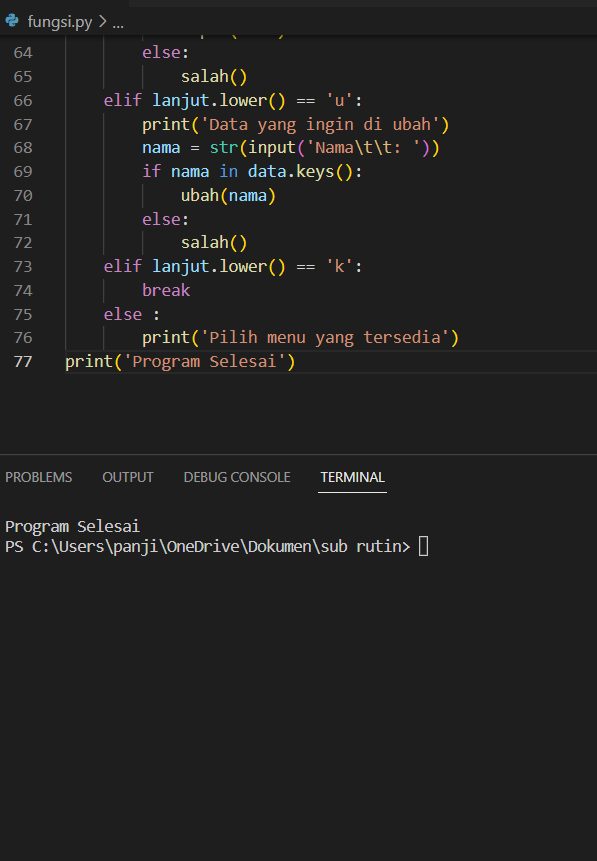 fungsi.py > ...
64 else:
65 salah()
66 elif lanjut.lower() == 'u':
67 print('Data yang ingin di ubah')
68 nama = str(input('Nama\t\t: '))
69 if nama in data.keys():
70 ubah(nama)
71 else:
72 salah()
73 elif lanjut.lower() == 'k':
74 break
75 else :
76 print('Pilih menu yang tersedia')
77 print('Program Selesai')
PROBLEMS OUTPUT DEBUG CONSOLE TERMINAL
Program Selesai
PS C:\Users\panji\OneDrive\Dokumen\sub rutin>